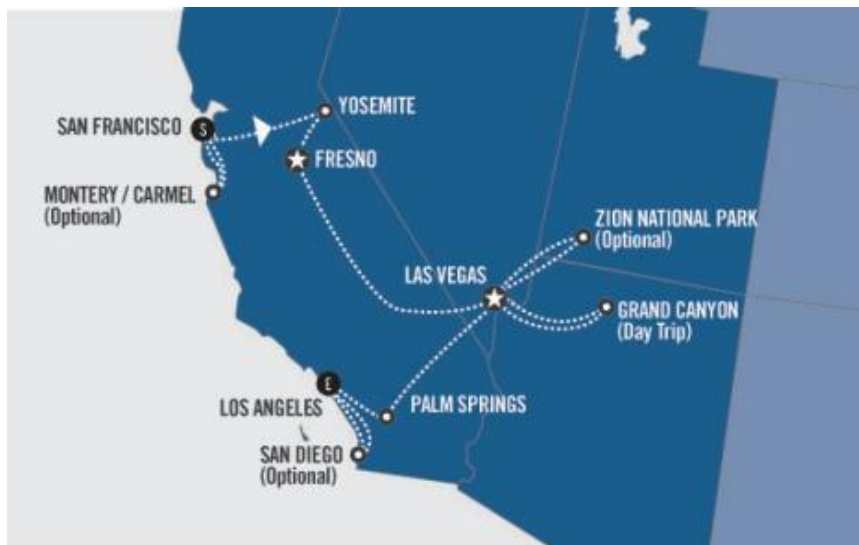 YOSEMITE
SAN FRANCISCO
S
FRESNO
MONTERY / CARMEL
(Optional)
ZION NATIONAL PARK
(Optional)
LAS VEGAS
GRAND CANYON
(Day Trip)
E
LOS ANGELES
PALM SPRINGS
SAN DIEGO
(Optional)